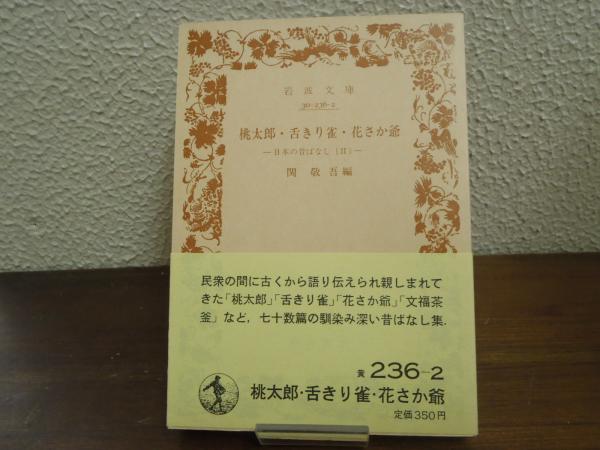 岩波文庫
30-236-2
桃太郎・舌きり雀・花さか爺
—日本の昔ばなし〔II〕—
関敬吾編
民衆の間に古くから語り伝えられ親しまれて
きた「桃太郎」「舌きり雀」「花さか爺」「文福茶
釜」など，七十数篇の馴染み深い昔ばなし集.
黄 236-2
桃太郎・舌きり雀・花さか爺
定価350円